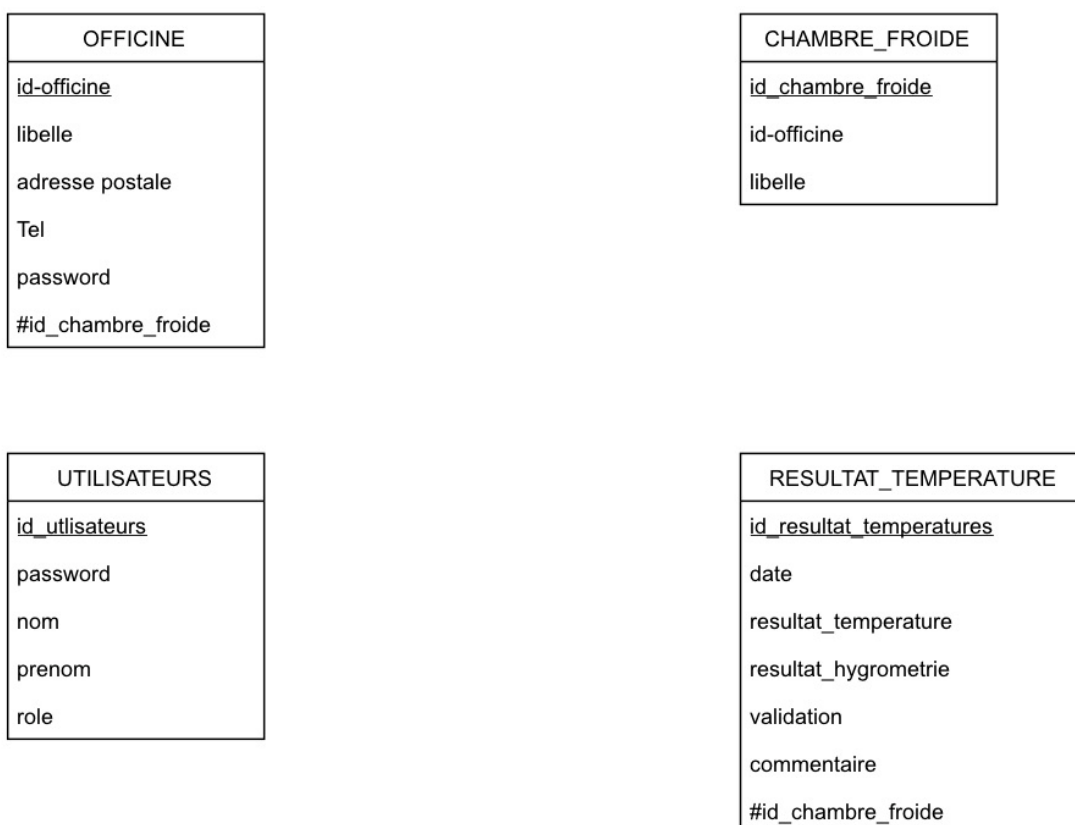 OFFICINE
id-officine
libelle
adresse postale
Tel
password
#id_chambre_froide
CHAMBRE_FROIDE
id_chambre_froide
id-officine
libelle
UTILISATEURS
id_utlisateurs
password
nom
prenom
role
RESULTAT_TEMPERATURE
id_resultat_temperatures
date
resultat_temperature
resultat_hygrometrie
validation
commentaire
#id_chambre_froide